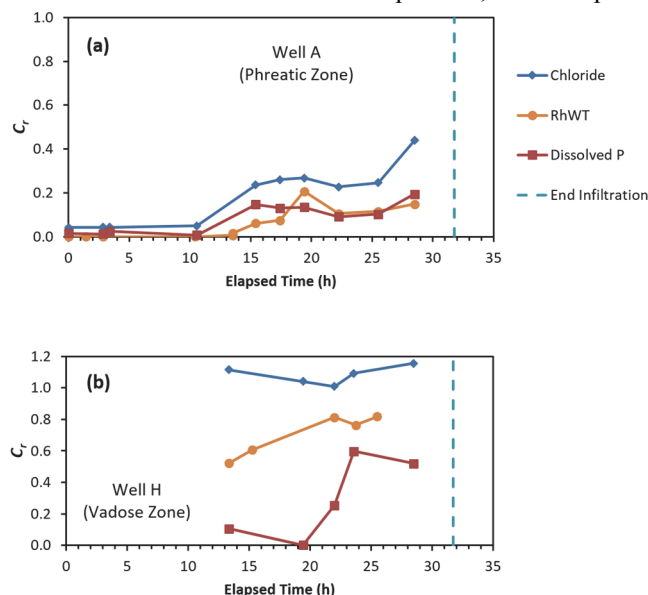 (a)
Well A
(Phreatic Zone)
1.0
0.8
0.6
0.4
0.2
0.0
Cr
0 5 10 15 20 25 30 35
Elapsed Time (h)
Chloride
RhWT
Dissolved P
End Infiltration
(b)
Well H
(Vadose Zone)
1.2
1.0
0.8
0.6
0.4
0.2
0.0
Cr
0 5 10 15 20 25 30 35
Elapsed Time (h)